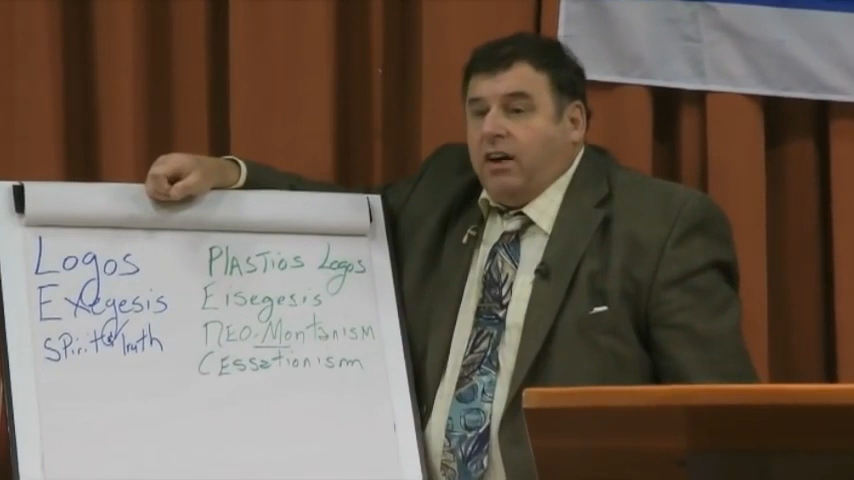 Logos
Exegesis
Spirit & Truth
Plastios Logos
Eisegesis
Neo-Montanism
Cessationism